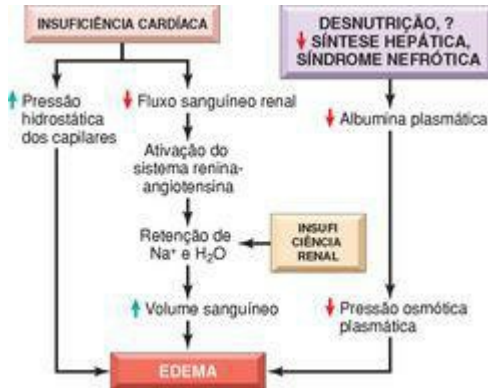 INSUFICIÊNCIA CARDÍACA
DESNUTRIÇÃO, ?
SÍNTESE HEPÁTICA,
SÍNDROME NEFRÓTICA
Pressão
hidrostática
dos capilares
Fluxo sanguíneo renal
Albumina plasmática
Ativação do
sistema renina-
angiotensina
Retenção de
Na⁺ e H₂O
INSUFI
CIÊNCIA
RENAL
Volume sanguíneo
Pressão osmótica
plasmática
EDEMA